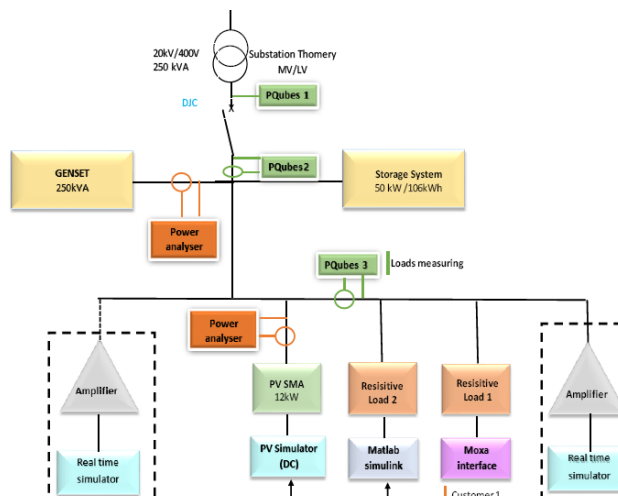 20kV/400V
250 kVA
Substation Thomery
MV/LV
PQubes 1
DJC
PQubes2
GENSET
250kVA
Storage System
50 kW /106kWh
Power
analyser
PQubes 3
Loads measuring
Power
analyser
Amplifier
PV SMA
12kW
Resisitive
Load 2
Resisitive
Load 1
Amplifier
Real time
simulator
PV Simulator
(DC)
Matlab
simulink
Moxa
interface
Real time
simulator
Customer 1